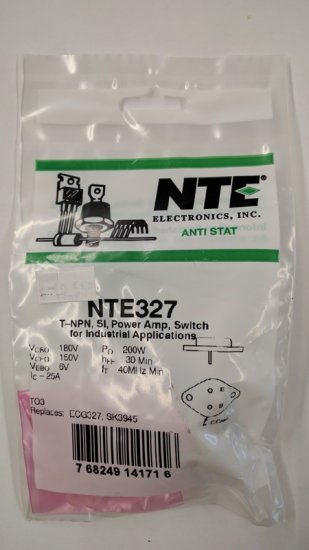 NTE®
ELECTRONICS, INC.
ANTI STAT
NTE327
T–NPN, SI, Power Amp, Switch
for Industrial Applications
VCBO 180V PD 200W
VCEO 150V hFE 30 Min
VEBO 6V fT 40MHz Min
IC – 25A
E
B
TO3
Replaces: ECG327, SK3945
7 68249 14171 6